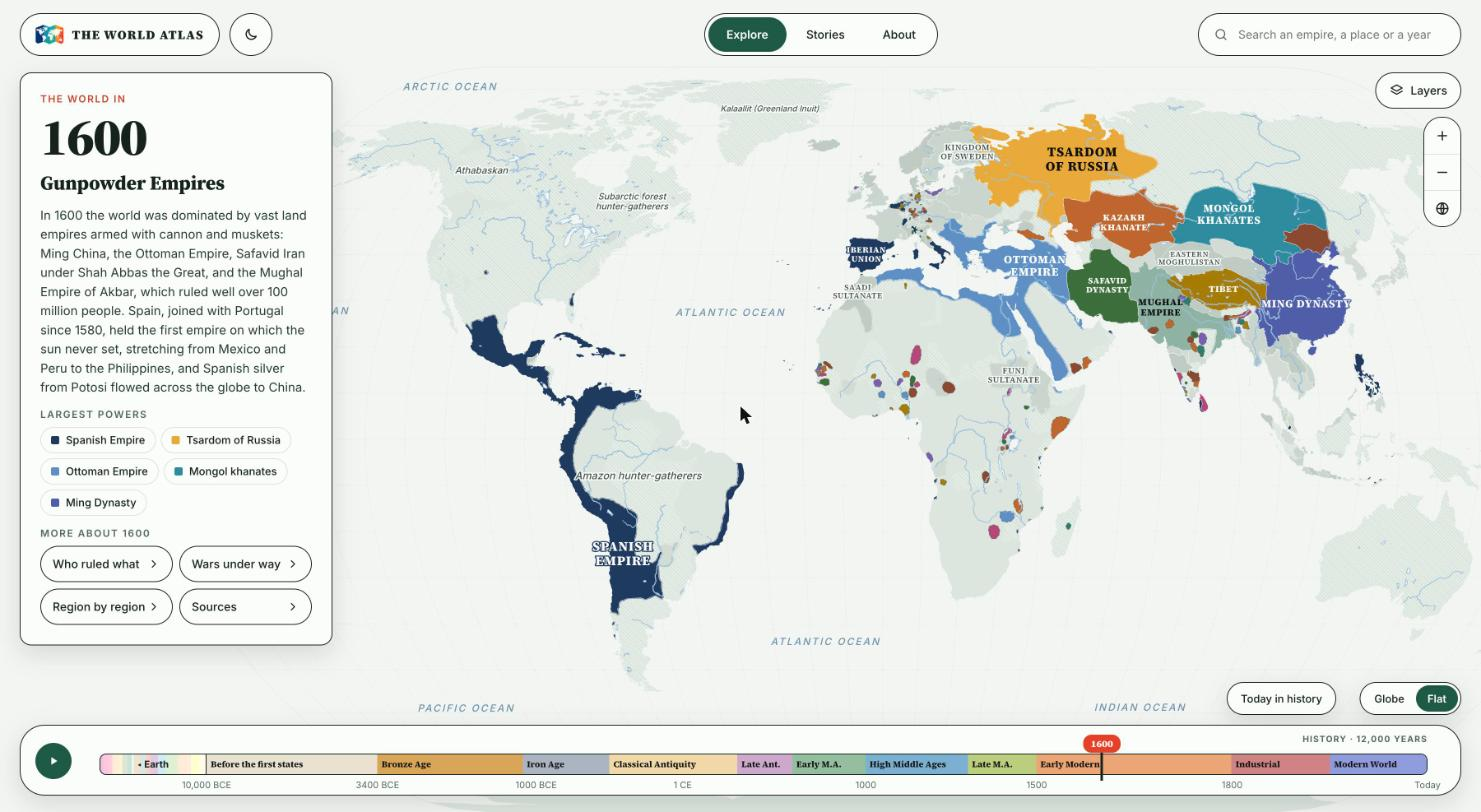 THE WORLD ATLAS
Explore
Stories
About
Search an empire, a place or a year
THE WORLD IN
1600
Gunpowder Empires
In 1600 the world was dominated by vast land
empires armed with cannon and muskets:
Ming China, the Ottoman Empire, Safavid Iran
under Shah Abbas the Great, and the Mughal
Empire of Akbar, which ruled well over 100
million people. Spain, joined with Portugal
since 1580, held the first empire on which the
sun never set, stretching from Mexico and
Peru to the Philippines, and Spanish silver
from Potosi flowed across the globe to China.
LARGEST POWERS
Spanish Empire
Tsardom of Russia
Ottoman Empire
Mongol khanates
Ming Dynasty
MORE ABOUT 1600
Who ruled what
Wars under way
Region by region
Sources
Layers
ARCTIC OCEAN
Kalaallit (Greenland Inuit)
Athabaskan
Subarctic forest
hunter-gatherers
KINGDOM
OF SWEDEN
TSARDOM
OF RUSSIA
KAZAKH
KHANATE
MONGOL
KHANATES
IBERIAN
UNION
OTTOMAN
EMPIRE
EASTERN
MOGHULISTAN
SAADI
SULTANATE
SAFAVID
DYNASTY
TIBET
MUGHAL
EMPIRE
MING DYNASTY
AN
ATLANTIC OCEAN
FUNJ
SULTANATE
Amazon hunter-gatherers
SPANISH
EMPIRE
ATLANTIC OCEAN
PACIFIC OCEAN
INDIAN OCEAN
Today in history
Globe
Flat
HISTORY · 12,000 YEARS
1600
• Earth
Before the first states
Bronze Age
Iron Age
Classical Antiquity
Late Ant.
Early M.A.
High Middle Ages
Late M.A.
Early Modern
Industrial
Modern World
10,000 BCE
3400 BCE
1000 BCE
1 CE
1000
1500
1800
Today